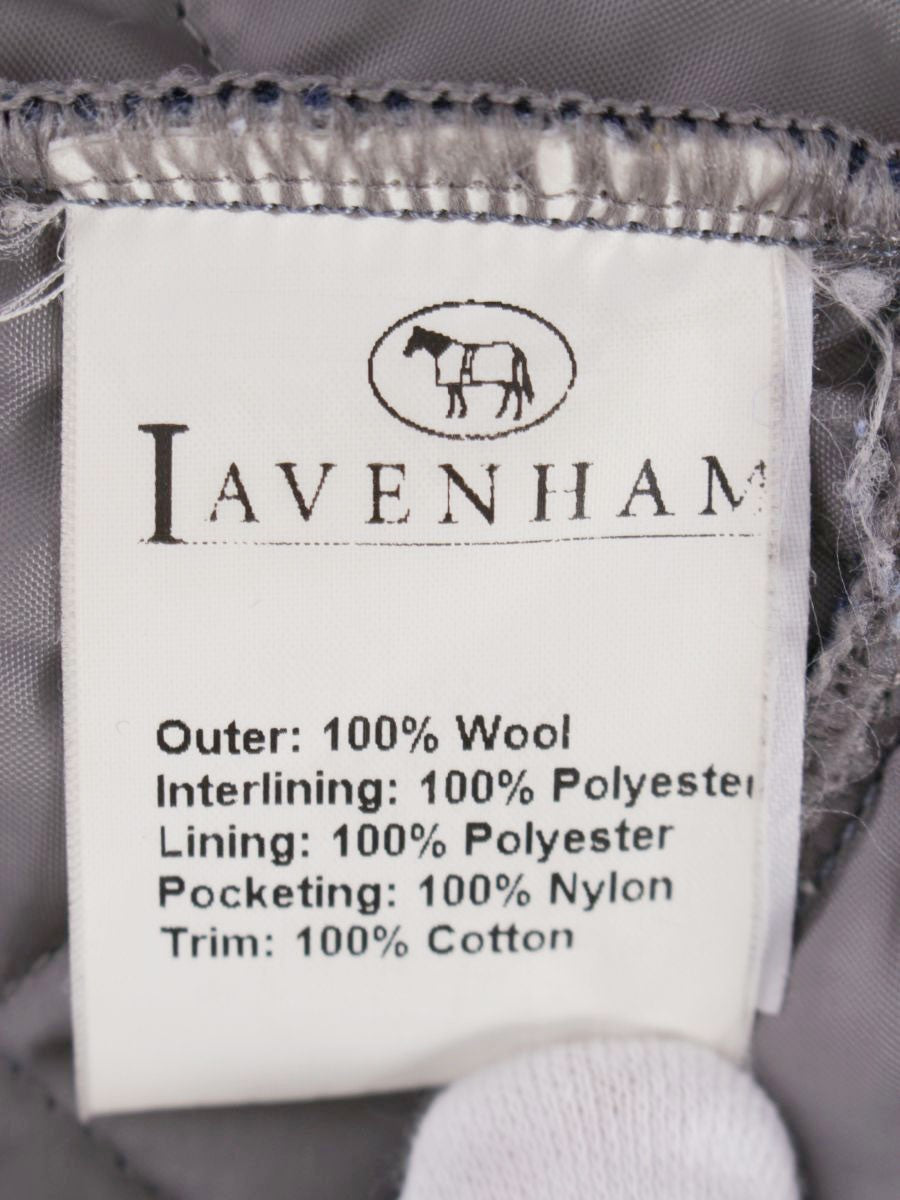 LAVENHAM
Outer: 100% Wool
Interlining: 100% Polyester
Lining: 100% Polyester
Pocketing: 100% Nylon
Trim: 100% Cotton